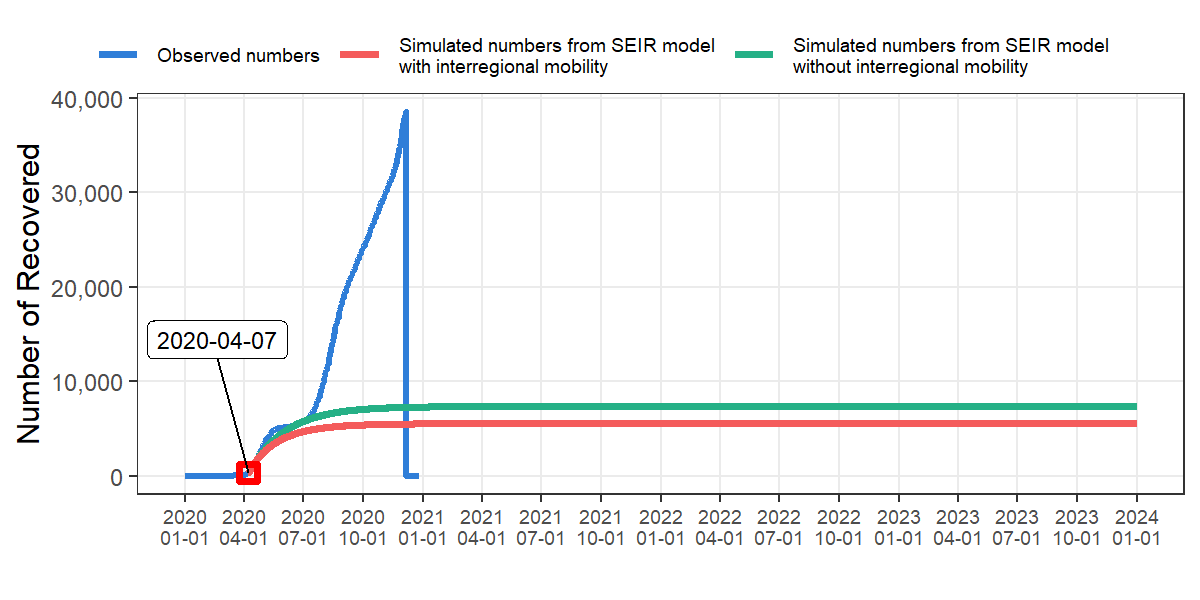 Observed numbers
Simulated numbers from SEIR model
with interregional mobility
Simulated numbers from SEIR model
without interregional mobility
Number of Recovered
40,000
30,000
20,000
10,000
0
2020-04-07
2020 2020 2020 2020 2021 2021 2021 2021 2022 2022 2022 2022 2023 2023 2023 2023 2024
01-01 04-01 07-01 10-01 01-01 04-01 07-01 10-01 01-01 04-01 07-01 10-01 01-01 04-01 07-01 10-01 01-01